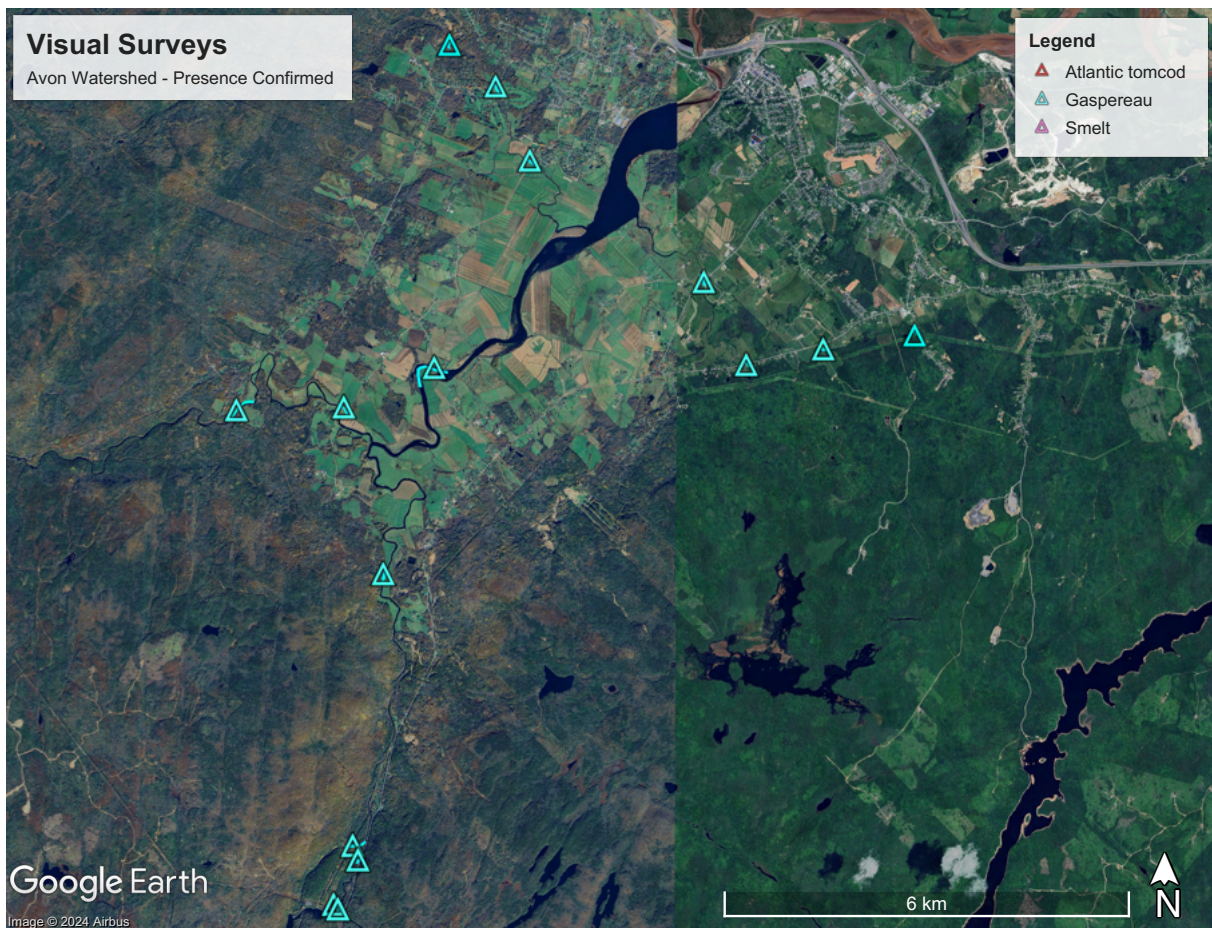 Visual Surveys
Avon Watershed - Presence Confirmed
Legend
Atlantic tomcod
Gaspereau
Smelt
Google Earth
Image © 2024 Airbus
6 km
N